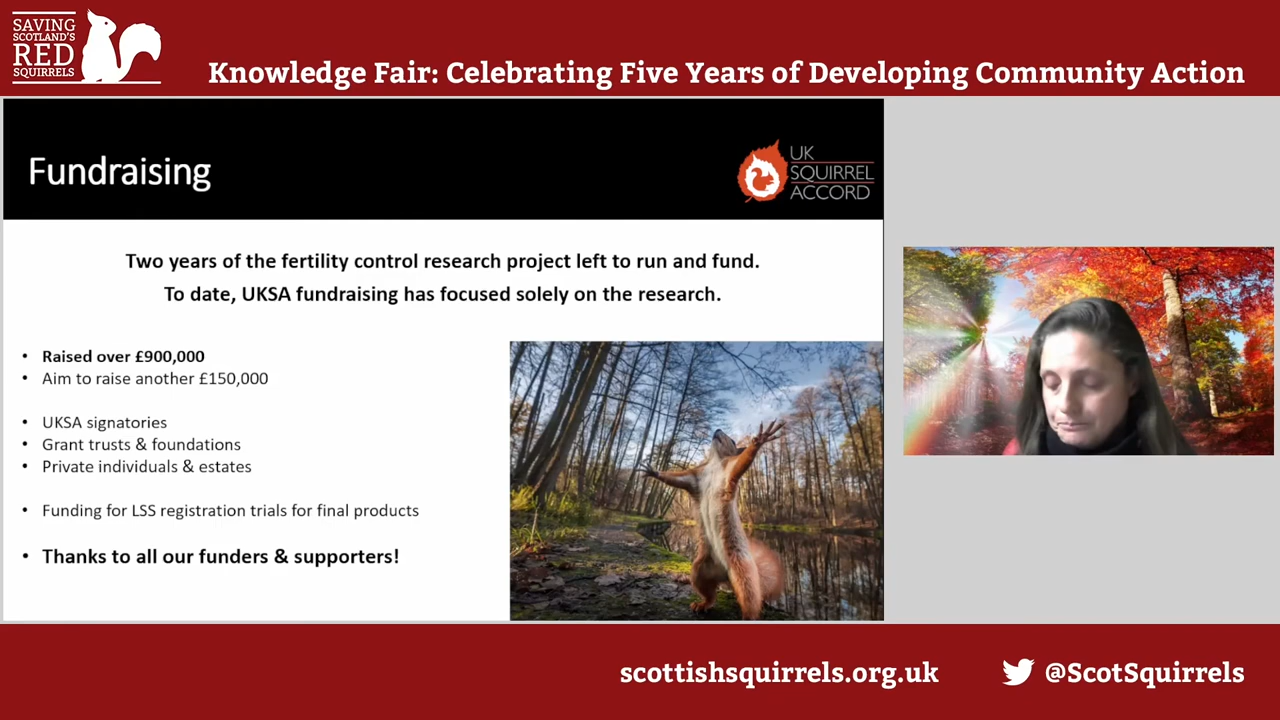 SAVING
SCOTLAND'S
RED
SQUIRRELS
Knowledge Fair: Celebrating Five Years of Developing Community Action
Fundraising
UK
SQUIRREL
ACCORD
Two years of the fertility control research project left to run and fund.
To date, UKSA fundraising has focused solely on the research.
• Raised over £900,000
• Aim to raise another £150,000
• UKSA signatories
• Grant trusts & foundations
• Private individuals & estates
• Funding for LSS registration trials for final products
• Thanks to all our funders & supporters!
scottishsquirrels.org.uk
@ScotSquirrels